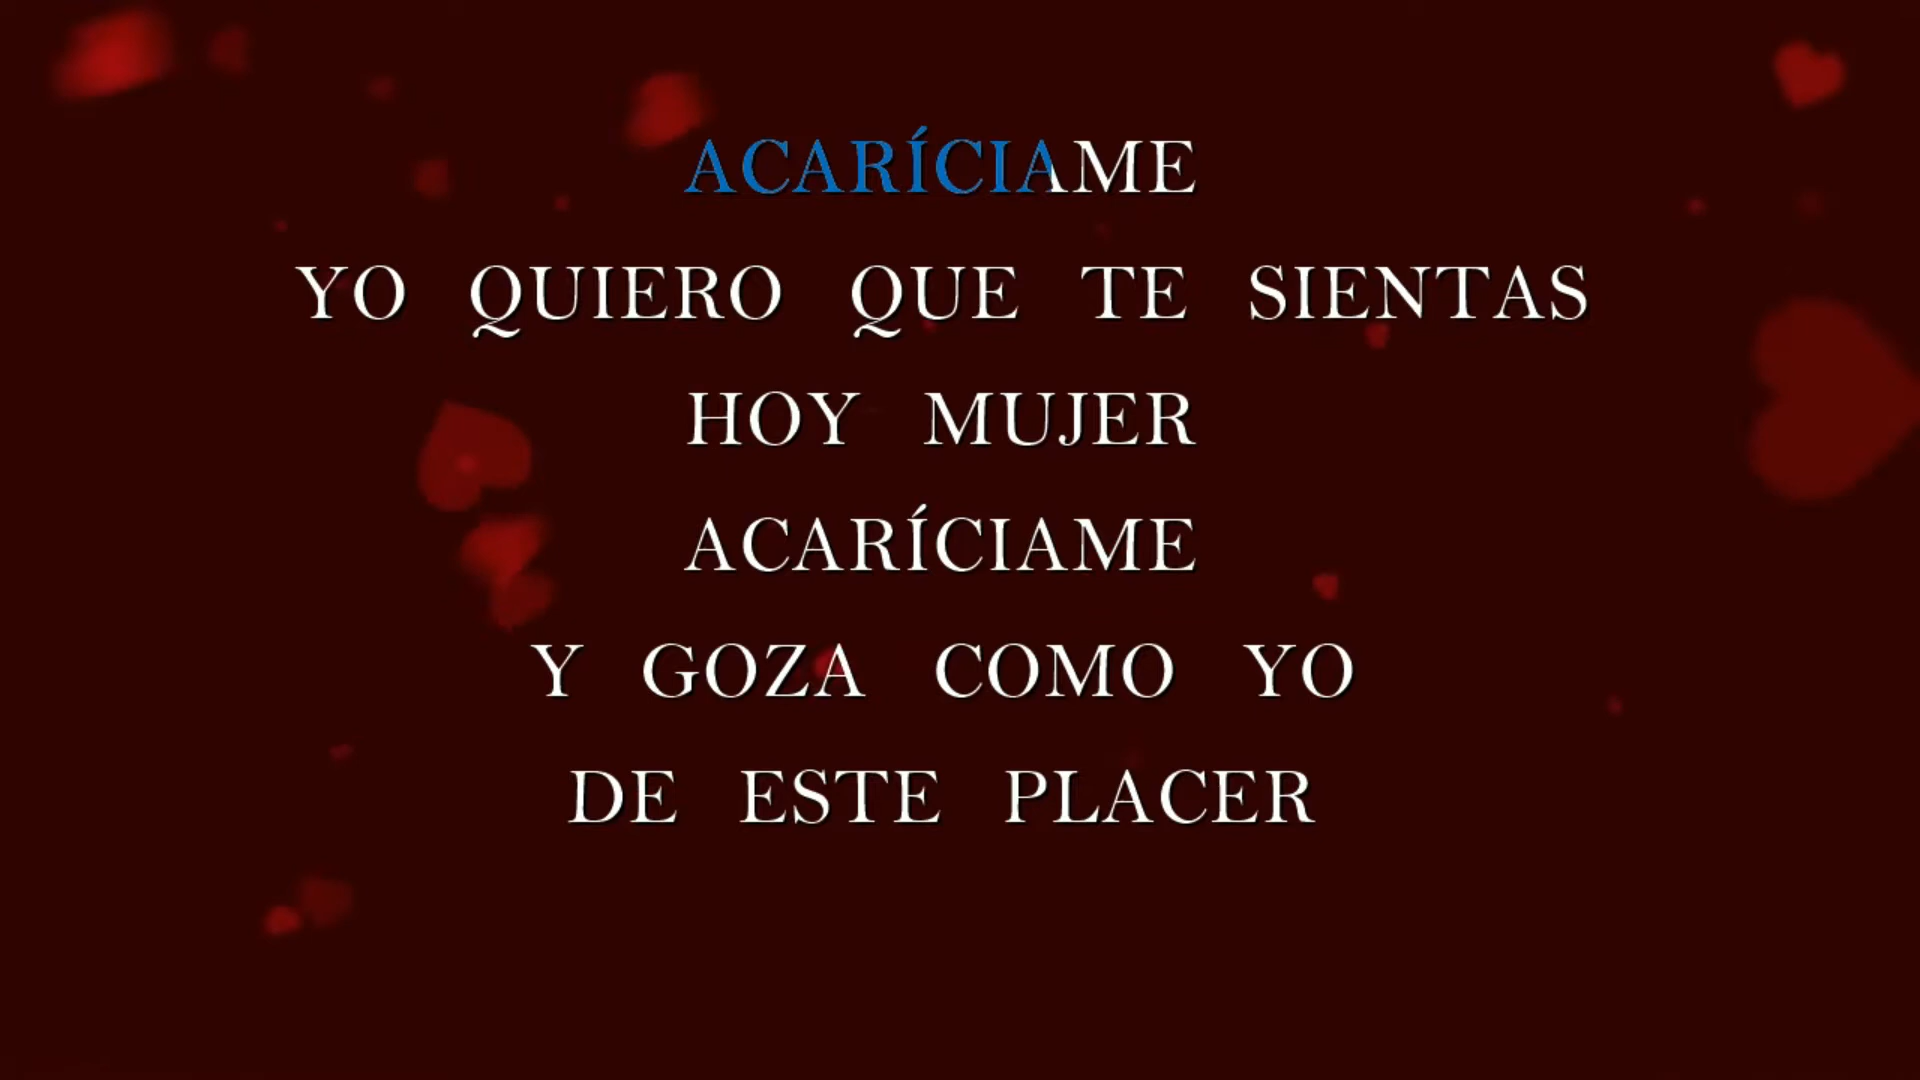 ACARÍCIAME
YO QUIERO QUE TE SIENTAS
HOY MUJER
ACARÍCIAME
Y GOZA COMO YO
DE ESTE PLACER